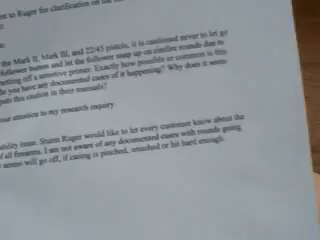 nt to Ruger for clarification on the
e:
the Mark II, Mark III, and 22/45 pistols, it is cautioned never to let go
follower button and let the follower snap up on rimfire rounds due to
setting off a sensitive primer. Exactly how possible or common is this
do you have any documented cases of it happening? Why does it seem
puts this caution in their manuals?
your attention to my research inquiry.
ability issue. Sturm Ruger would like to let every customer know about the
of all firearms. I am not aware of any documented cases with rounds going
will go off, if casing is pinched, smashed or hit hard enough.